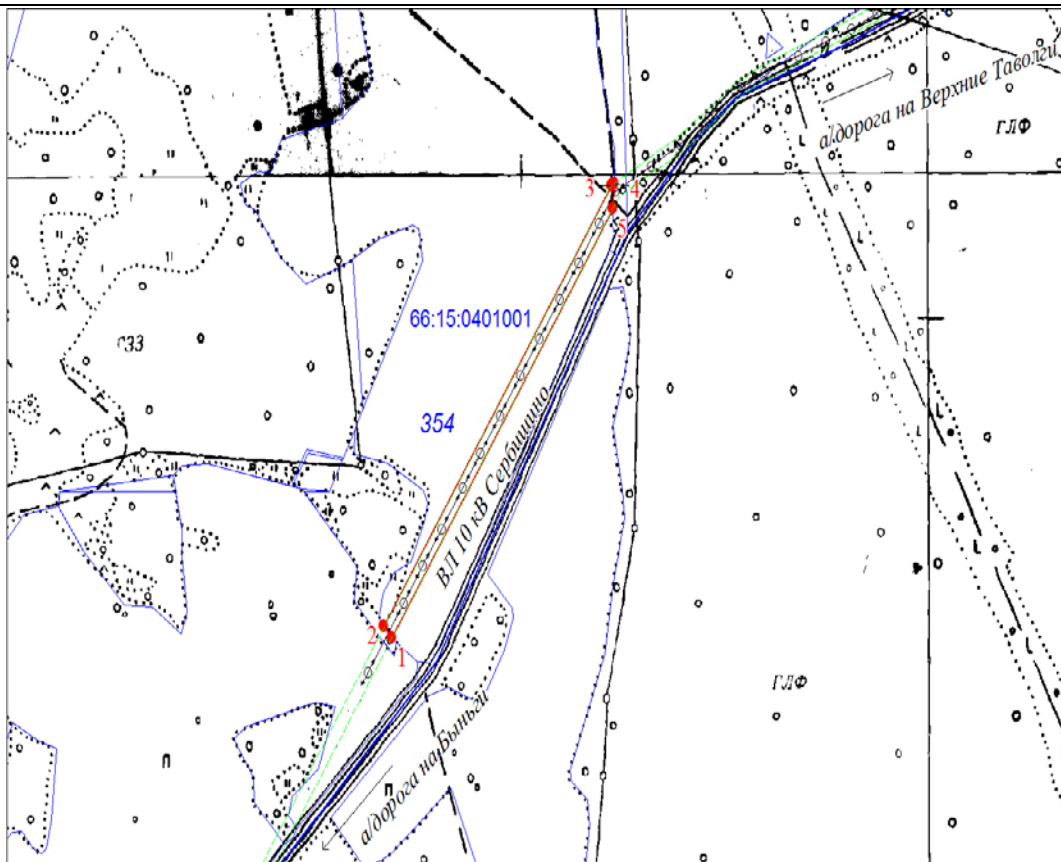 а/дорога на Верхние Таволги
ГЛФ
3
4
5
66:15:0401001
СЗЗ
354
ВЛ 10 кВ Сербишино
2
1
ГЛФ
П
а/дорога на Быньги
П